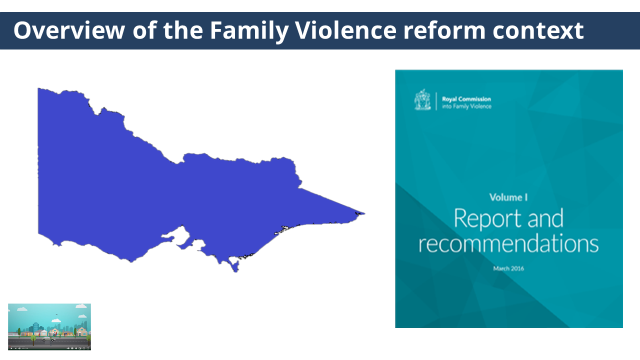 Overview of the Family Violence reform context
Royal Commission
into Family Violence
Volume I
Report and
recommendations
March 2016